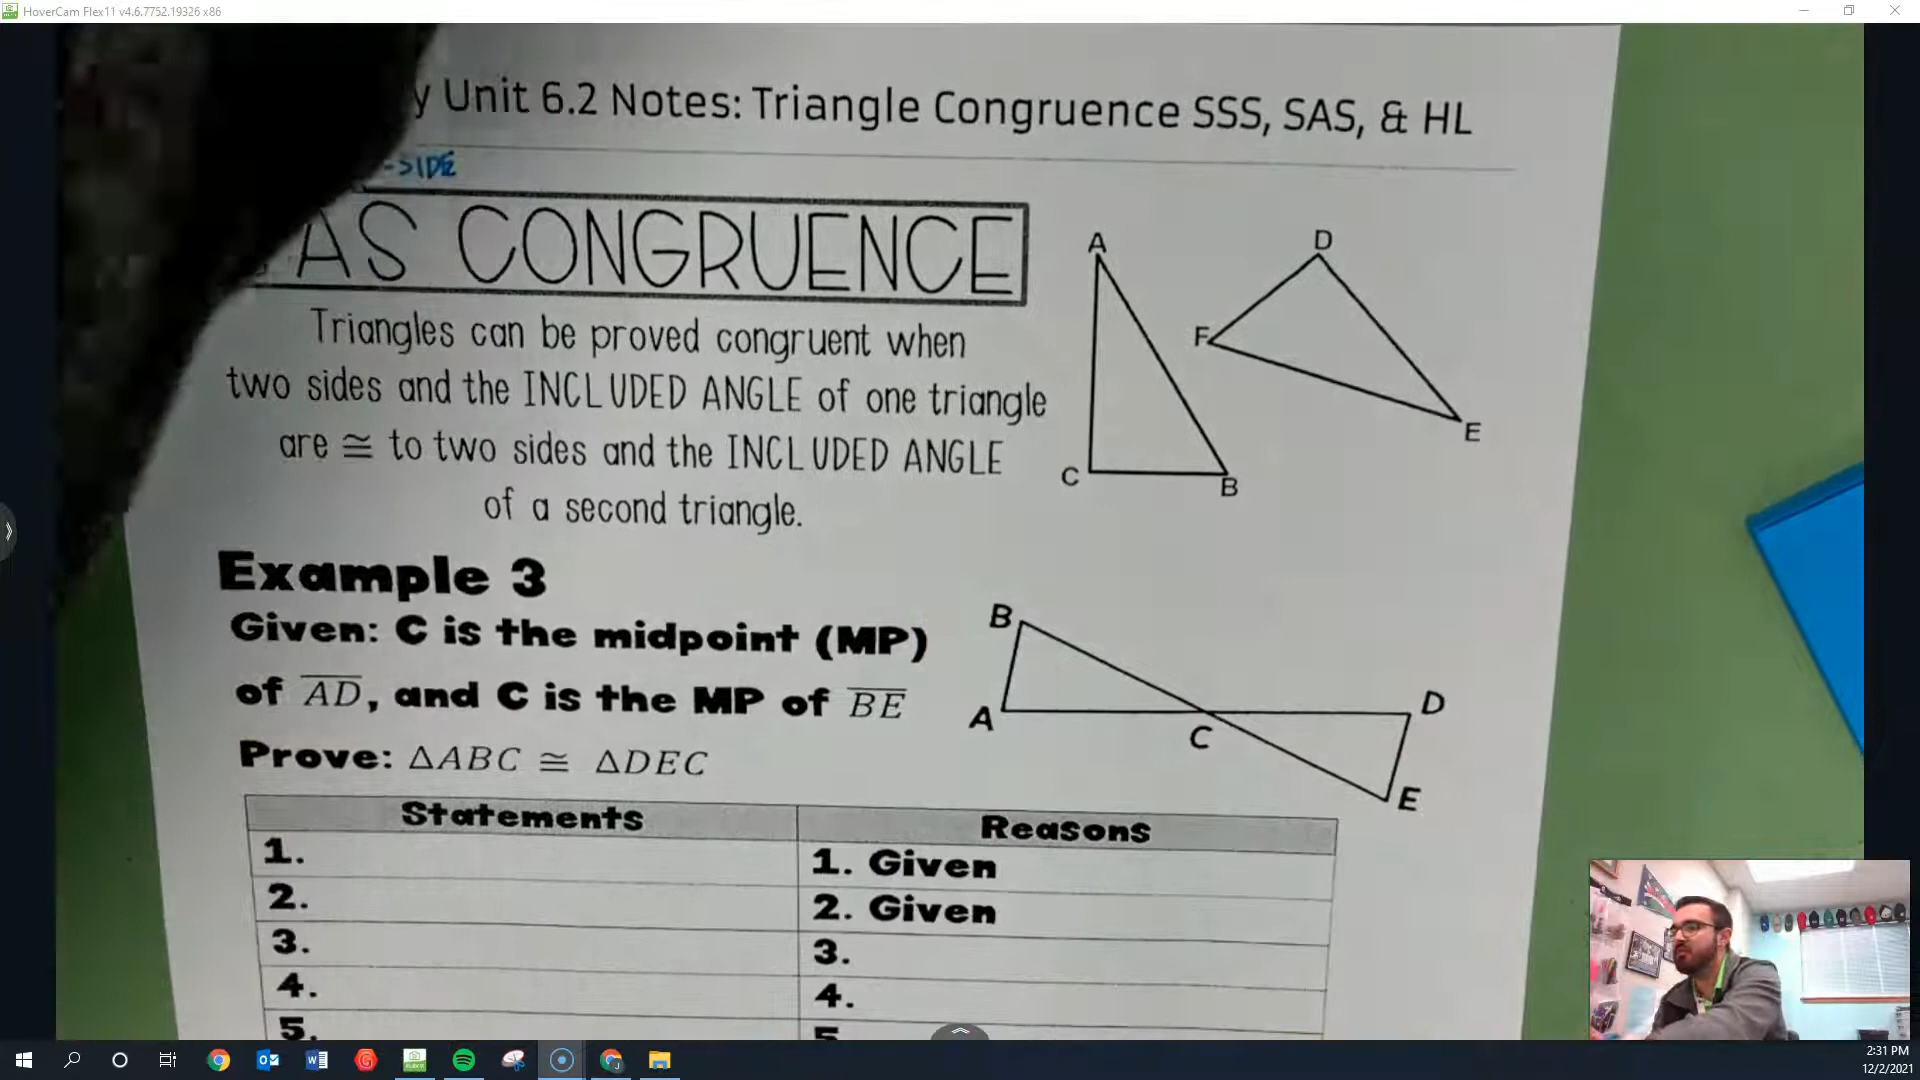 HoverCam Flex11 v4.6.7752.19326 x86
y Unit 6.2 Notes: Triangle Congruence SSS, SAS, & HL
-SIDE
AS CONGRUENCE
Triangles can be proved congruent when
two sides and the INCLUDED ANGLE of one triangle
are ≅ to two sides and the INCLUDED ANGLE
of a second triangle.
A
D
F
E
C
B
Example 3
Given: C is the midpoint (MP)
of AD, and C is the MP of BE
Prove: ΔABC ≅ ΔDEC
B
A
C
D
E
Statements Reasons
1. 1. Given
2. 2. Given
3. 3.
4. 4.
5. 5
2:31 PM
12/2/2021